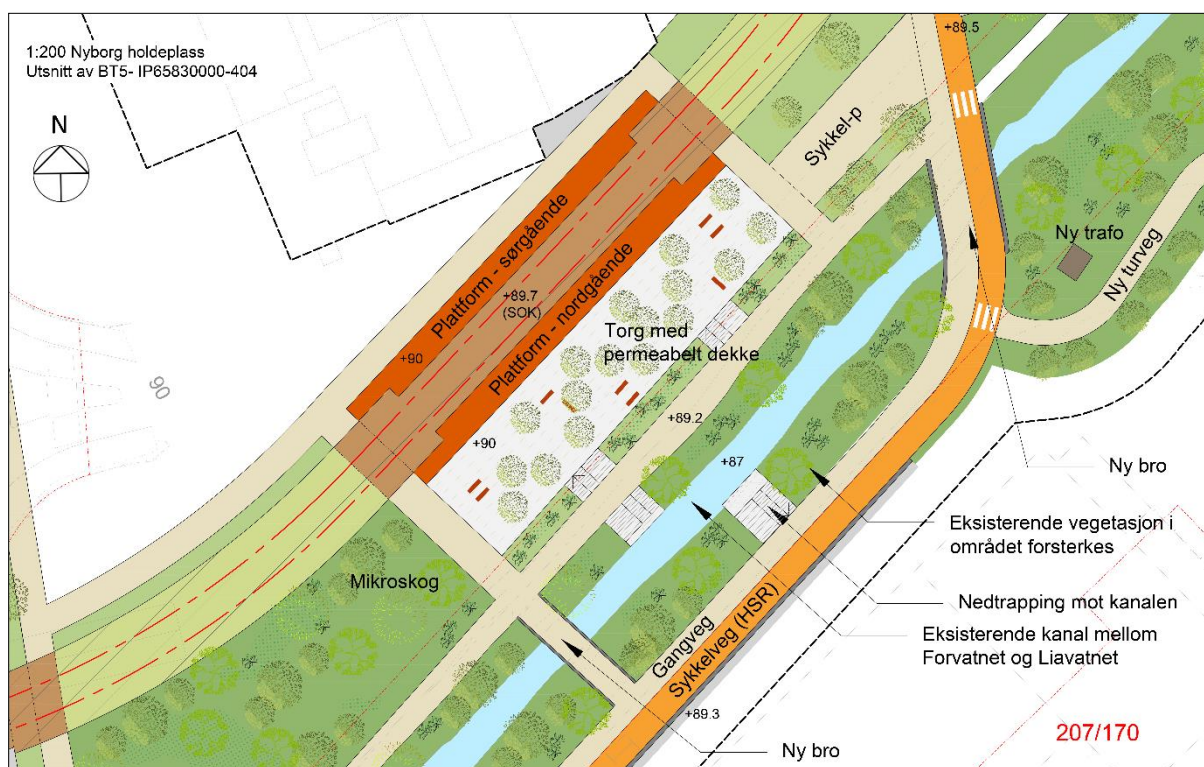 1:200 Nyborg holdeplass
Utsnitt av BT5- IP65830000-404
N
+89.5
Sykkel-p
Plattform - sørgående
+89.7
(SOK)
Plattform - nordgående
+90
+90
90
Torg med
permeabelt dekke
Ny trafo
Ny turveg
+89.2
+87
Ny bro
Eksisterende vegetasjon i
området forsterkes
Nedtrapping mot kanalen
Eksisterende kanal mellom
Forvatnet og Liavatnet
Mikroskog
Gangveg
Sykkelveg (HSR)
+89.3
Ny bro
207/170